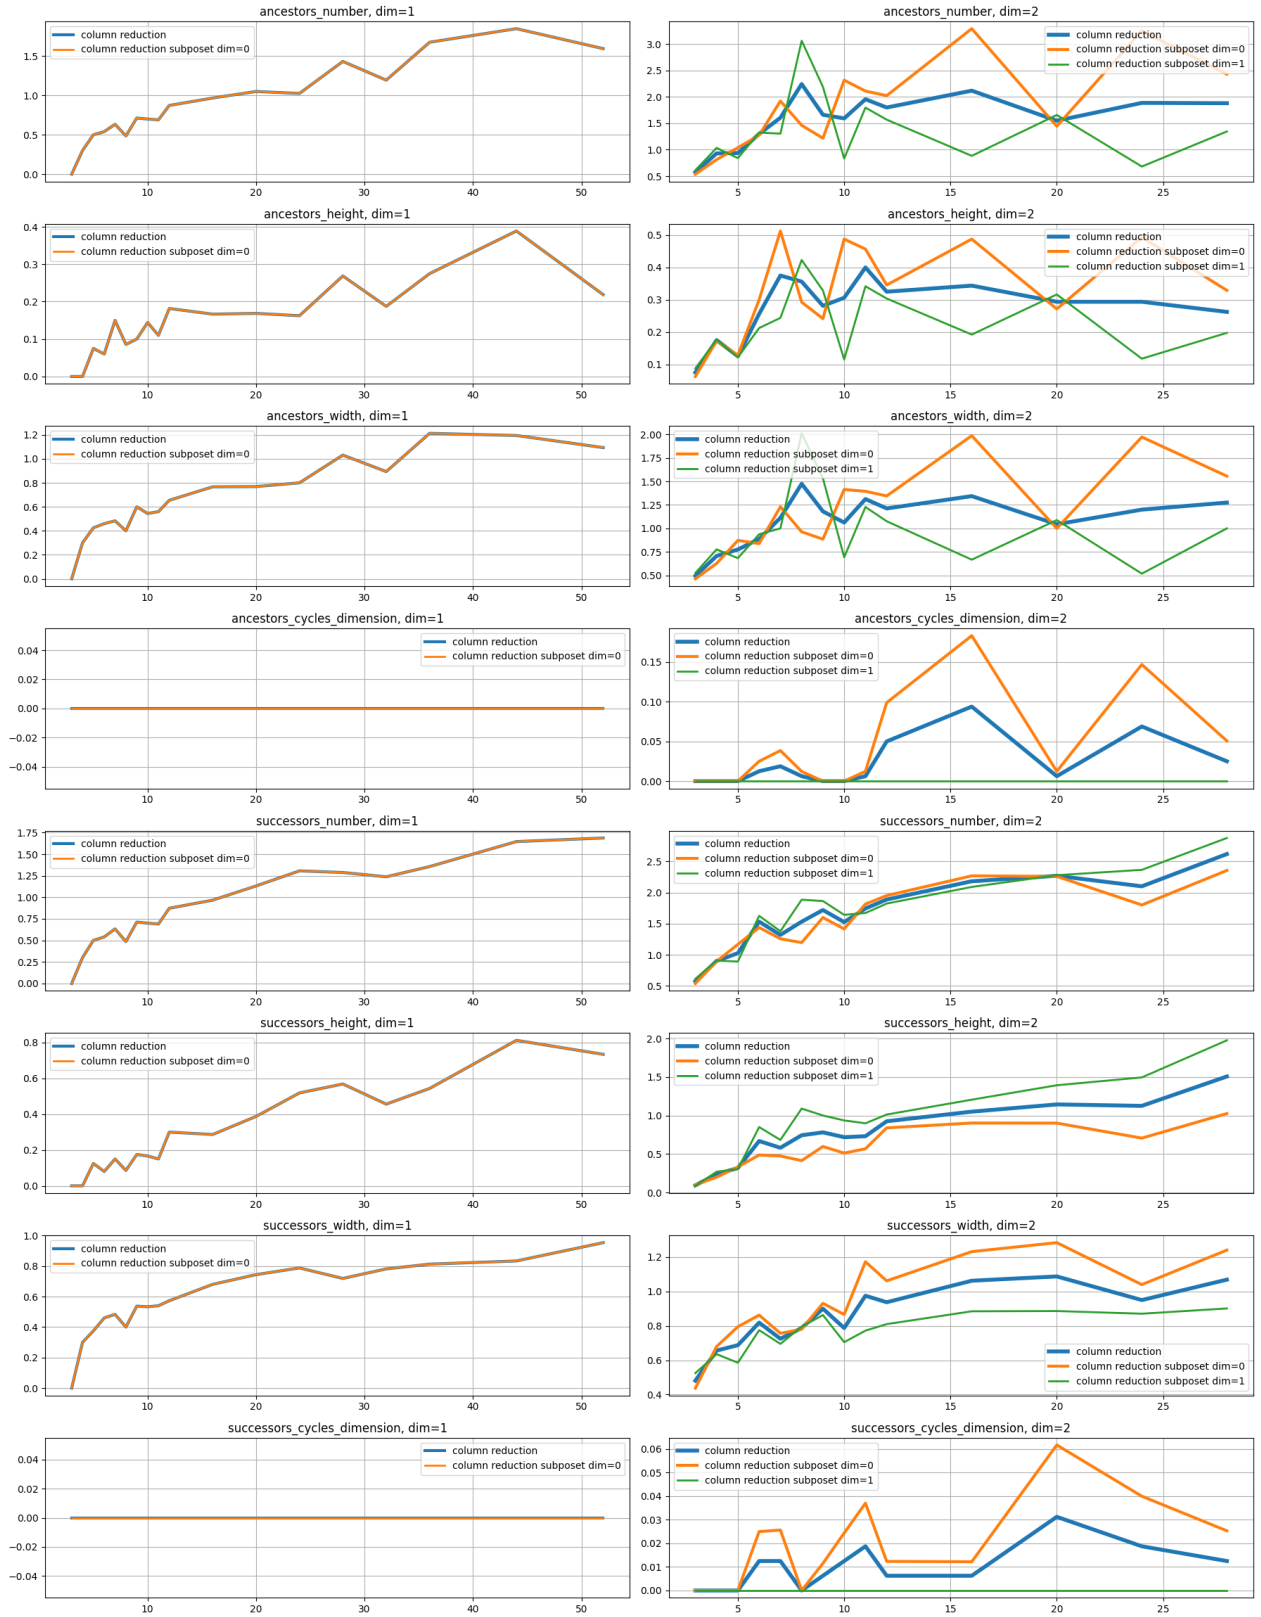 ancestors_number, dim=1
column reduction
column reduction subposet dim=0
1.5
1.0
0.5
0.0
10 20 30 40 50
ancestors_number, dim=2
column reduction
column reduction subposet dim=0
column reduction subposet dim=1
3.0
2.5
2.0
1.5
1.0
0.5
5 10 15 20 25
ancestors_height, dim=1
column reduction
column reduction subposet dim=0
0.4
0.3
0.2
0.1
0.0
10 20 30 40 50
ancestors_height, dim=2
column reduction
column reduction subposet dim=0
column reduction subposet dim=1
0.5
0.4
0.3
0.2
0.1
5 10 15 20 25
ancestors_width, dim=1
column reduction
column reduction subposet dim=0
1.2
1.0
0.8
0.6
0.4
0.2
0.0
10 20 30 40 50
ancestors_width, dim=2
column reduction
column reduction subposet dim=0
column reduction subposet dim=1
2.00
1.75
1.50
1.25
1.00
0.75
0.50
5 10 15 20 25
ancestors_cycles_dimension, dim=1
column reduction
column reduction subposet dim=0
0.04
0.02
0.00
−0.02
−0.04
10 20 30 40 50
ancestors_cycles_dimension, dim=2
column reduction
column reduction subposet dim=0
column reduction subposet dim=1
0.15
0.10
0.05
0.00
5 10 15 20 25
successors_number, dim=1
column reduction
column reduction subposet dim=0
1.75
1.50
1.25
1.00
0.75
0.50
0.25
0.00
10 20 30 40 50
successors_number, dim=2
column reduction
column reduction subposet dim=0
column reduction subposet dim=1
2.5
2.0
1.5
1.0
0.5
5 10 15 20 25
successors_height, dim=1
column reduction
column reduction subposet dim=0
0.8
0.6
0.4
0.2
0.0
10 20 30 40 50
successors_height, dim=2
column reduction
column reduction subposet dim=0
column reduction subposet dim=1
2.0
1.5
1.0
0.5
0.0
5 10 15 20 25
successors_width, dim=1
column reduction
column reduction subposet dim=0
1.0
0.8
0.6
0.4
0.2
0.0
10 20 30 40 50
successors_width, dim=2
column reduction
column reduction subposet dim=0
column reduction subposet dim=1
1.2
1.0
0.8
0.6
0.4
5 10 15 20 25
successors_cycles_dimension, dim=1
column reduction
column reduction subposet dim=0
0.04
0.02
0.00
−0.02
−0.04
10 20 30 40 50
successors_cycles_dimension, dim=2
column reduction
column reduction subposet dim=0
column reduction subposet dim=1
0.06
0.05
0.04
0.03
0.02
0.01
0.00
5 10 15 20 25